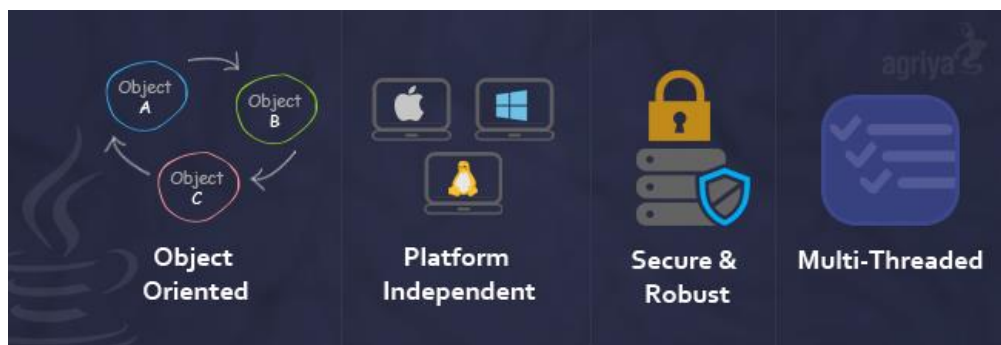 Object
A
Object
B
Object
C
Object
Oriented
Platform
Independent
Secure &
Robust
agriya
Multi-Threaded